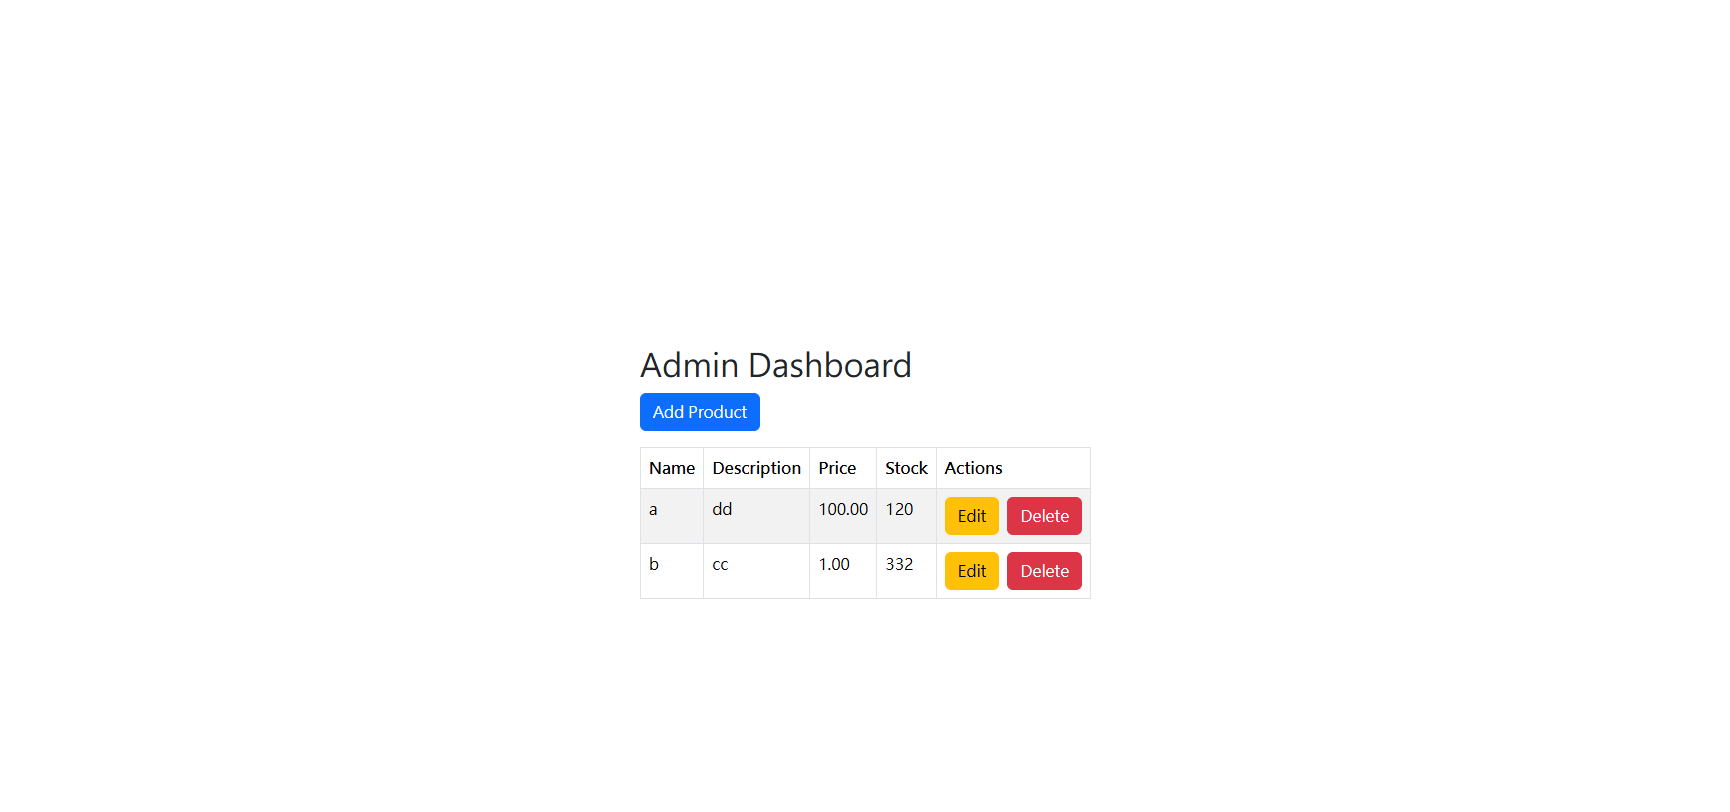 Admin Dashboard
Add Product
Name Description Price Stock Actions
a dd 100.00 120 Edit Delete
b cc 1.00 332 Edit Delete